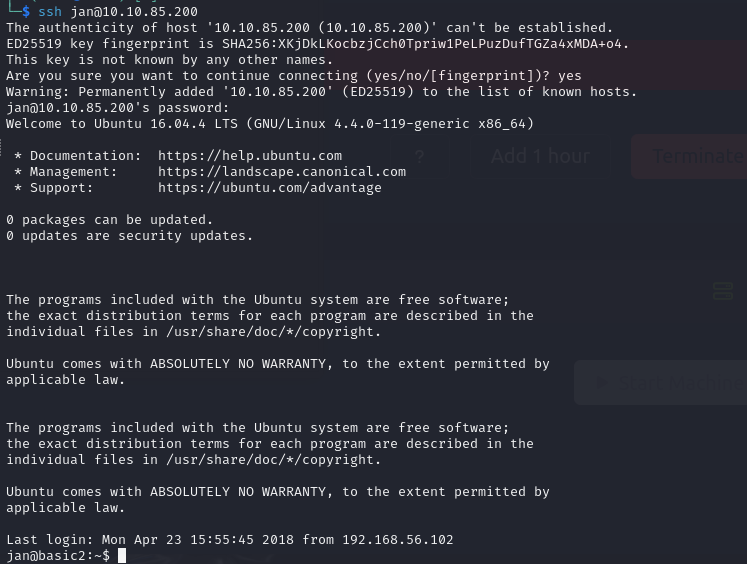 └─$ ssh jan@10.10.85.200
The authenticity of host '10.10.85.200 (10.10.85.200)' can't be established.
ED25519 key fingerprint is SHA256:XKjDkLKocbzjCch0Tpriw1PeLPuzDufTGZa4xMDA+o4.
This key is not known by any other names.
Are you sure you want to continue connecting (yes/no/[fingerprint])? yes
Warning: Permanently added '10.10.85.200' (ED25519) to the list of known hosts.
jan@10.10.85.200's password:
Welcome to Ubuntu 16.04.4 LTS (GNU/Linux 4.4.0-119-generic x86_64)
* Documentation:  https://help.ubuntu.com
? Add 1 hour Terminate
* Management:     https://landscape.canonical.com
* Support:        https://ubuntu.com/advantage
0 packages can be updated.
0 updates are security updates.
The programs included with the Ubuntu system are free software;
the exact distribution terms for each program are described in the
individual files in /usr/share/doc/*/copyright.
Ubuntu comes with ABSOLUTELY NO WARRANTY, to the extent permitted by
applicable law.
The programs included with the Ubuntu system are free software;
the exact distribution terms for each program are described in the
individual files in /usr/share/doc/*/copyright.
Ubuntu comes with ABSOLUTELY NO WARRANTY, to the extent permitted by
applicable law.
Last login: Mon Apr 23 15:55:45 2018 from 192.168.56.102
jan@basic2:~$